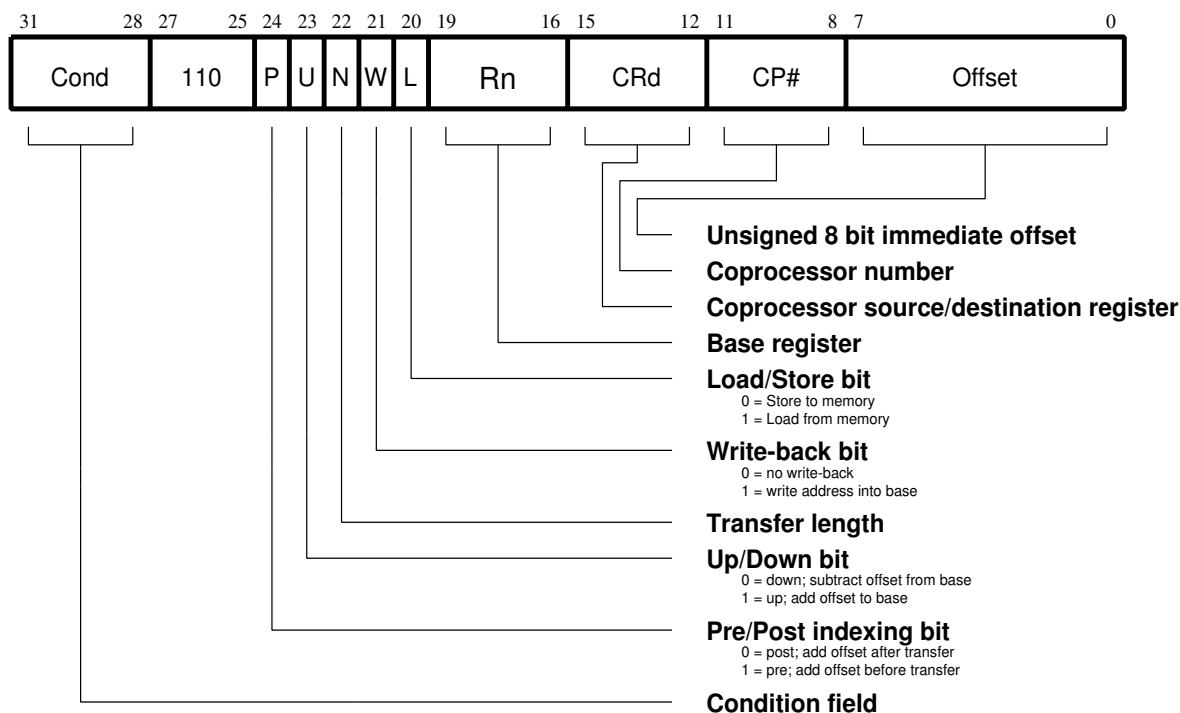 31 28 27 25 24 23 22 21 20 19 16 15 12 11 8 7 0
Cond 110 P U N W L Rn CRd CP# Offset
Unsigned 8 bit immediate offset
Coprocessor number
Coprocessor source/destination register
Base register
Load/Store bit
0 = Store to memory
1 = Load from memory
Write-back bit
0 = no write-back
1 = write address into base
Transfer length
Up/Down bit
0 = down; subtract offset from base
1 = up; add offset to base
Pre/Post indexing bit
0 = post; add offset after transfer
1 = pre; add offset before transfer
Condition field